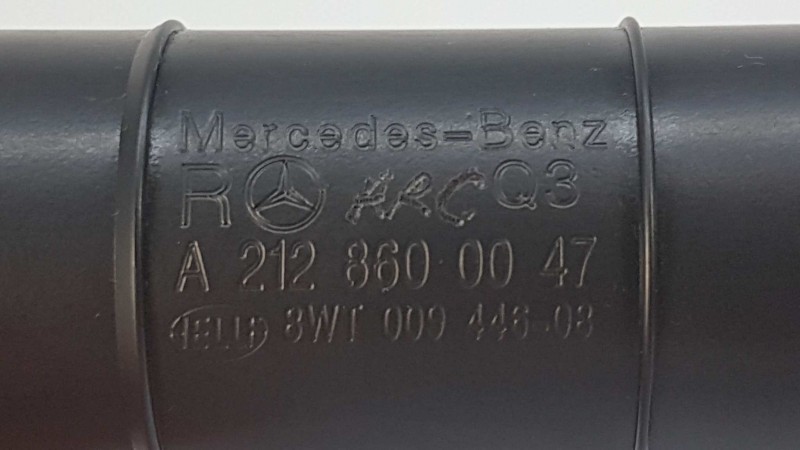 Mercedes-Benz
R ARC Q3
A 212 860 00 47
HELLA 8WT 009 446-08